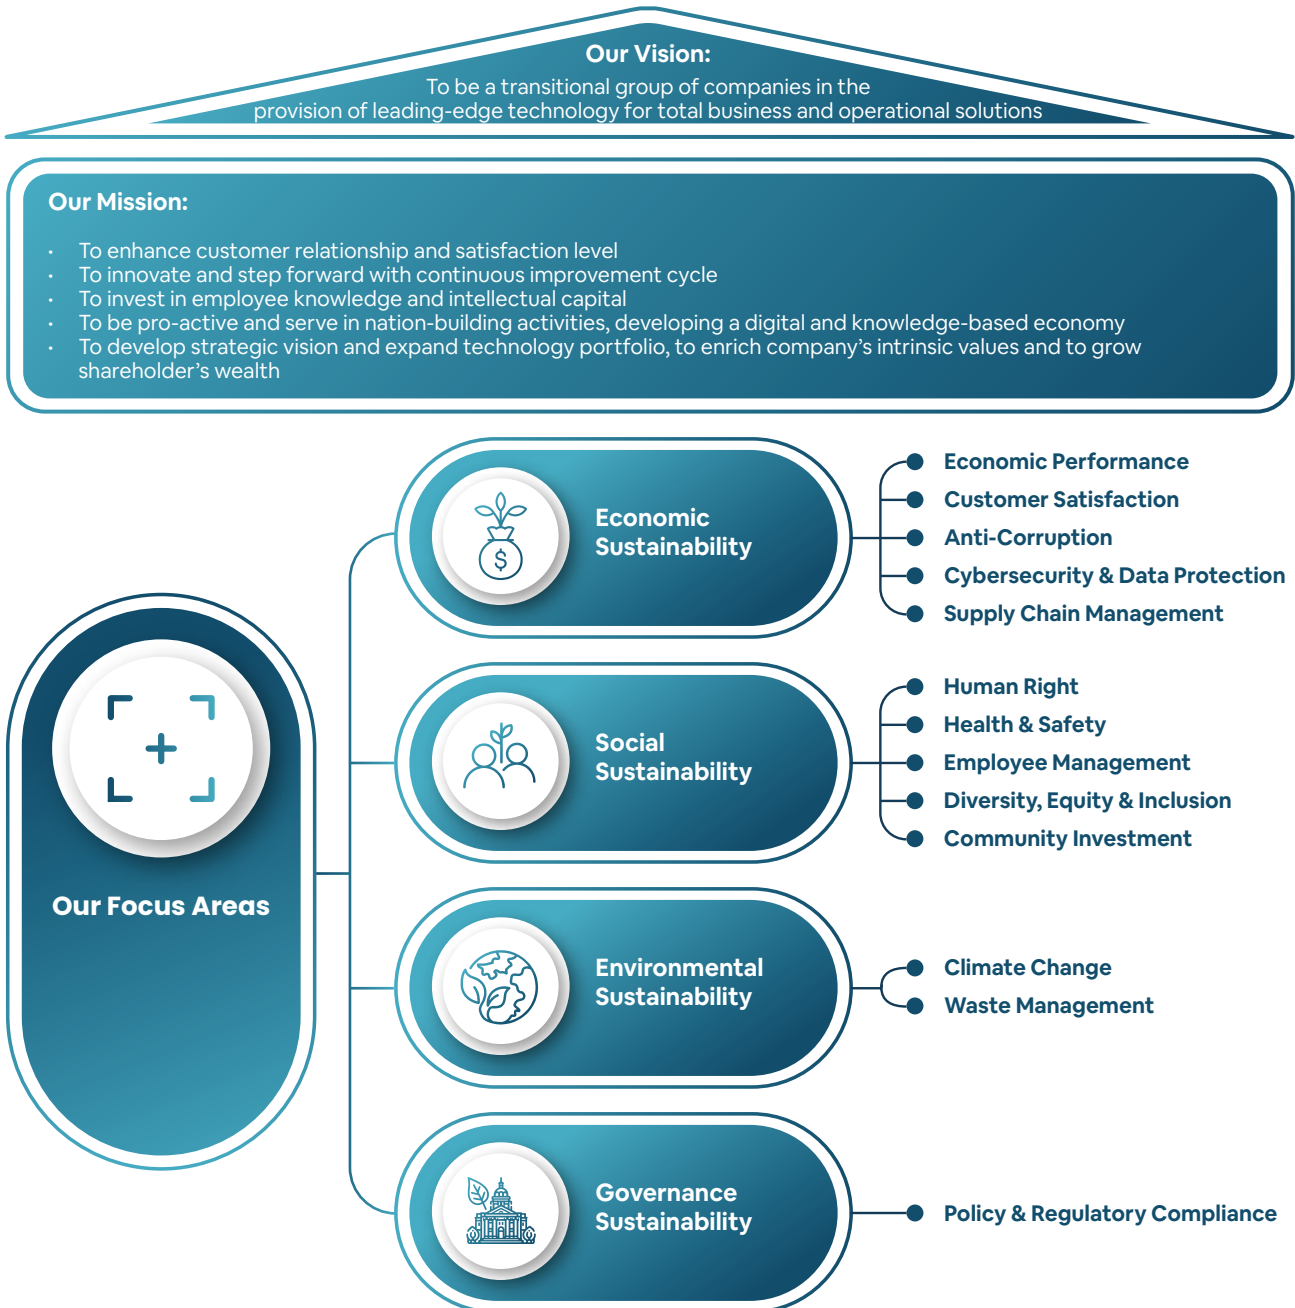 Our Vision:
To be a transitional group of companies in the
provision of leading-edge technology for total business and operational solutions
Our Mission:
• To enhance customer relationship and satisfaction level
• To innovate and step forward with continuous improvement cycle
• To invest in employee knowledge and intellectual capital
• To be pro-active and serve in nation-building activities, developing a digital and knowledge-based economy
• To develop strategic vision and expand technology portfolio, to enrich company’s intrinsic values and to grow
shareholder’s wealth
Our Focus Areas
Economic
Sustainability
Economic Performance
Customer Satisfaction
Anti-Corruption
Cybersecurity & Data Protection
Supply Chain Management
Social
Sustainability
Human Right
Health & Safety
Employee Management
Diversity, Equity & Inclusion
Community Investment
Environmental
Sustainability
Climate Change
Waste Management
Governance
Sustainability
Policy & Regulatory Compliance